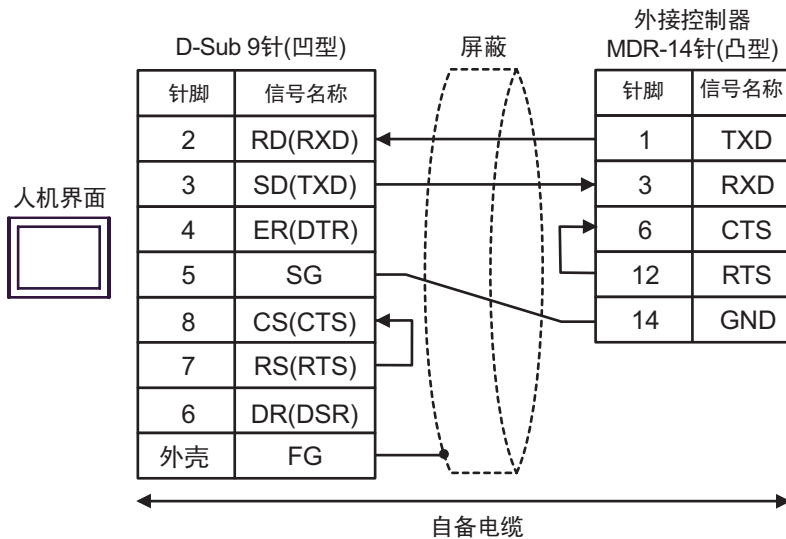 外接控制器
D-Sub 9针(凹型) 屏蔽 MDR-14针(凸型)
针脚 信号名称 针脚 信号名称
2 RD(RXD) 1 TXD
3 SD(TXD) 3 RXD
人机界面
4 ER(DTR) 6 CTS
5 SG 12 RTS
8 CS(CTS) 14 GND
7 RS(RTS)
6 DR(DSR)
外壳 FG
自备电缆